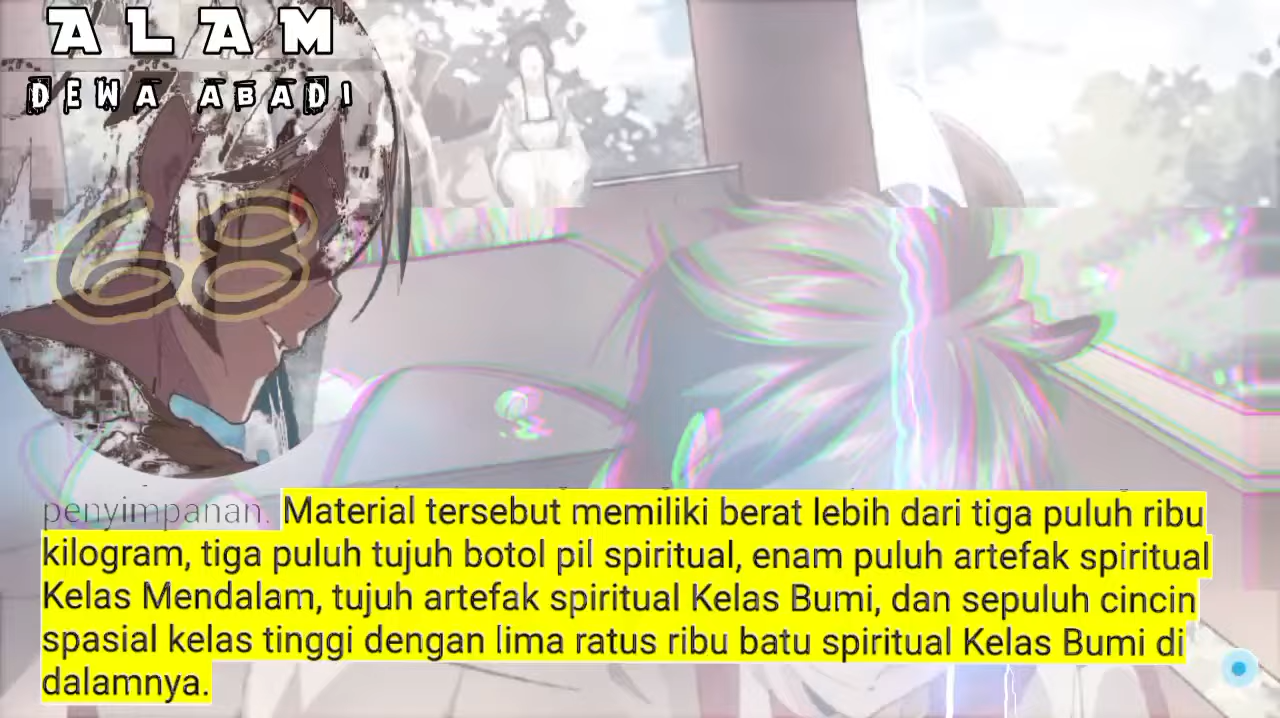 ALAM
DEWA ABADI
68
penyimpanan. Material tersebut memiliki berat lebih dari tiga puluh ribu
kilogram, tiga puluh tujuh botol pil spiritual, enam puluh artefak spiritual
Kelas Mendalam, tujuh artefak spiritual Kelas Bumi, dan sepuluh cincin
spasial kelas tinggi dengan lima ratus ribu batu spiritual Kelas Bumi di
dalamnya.